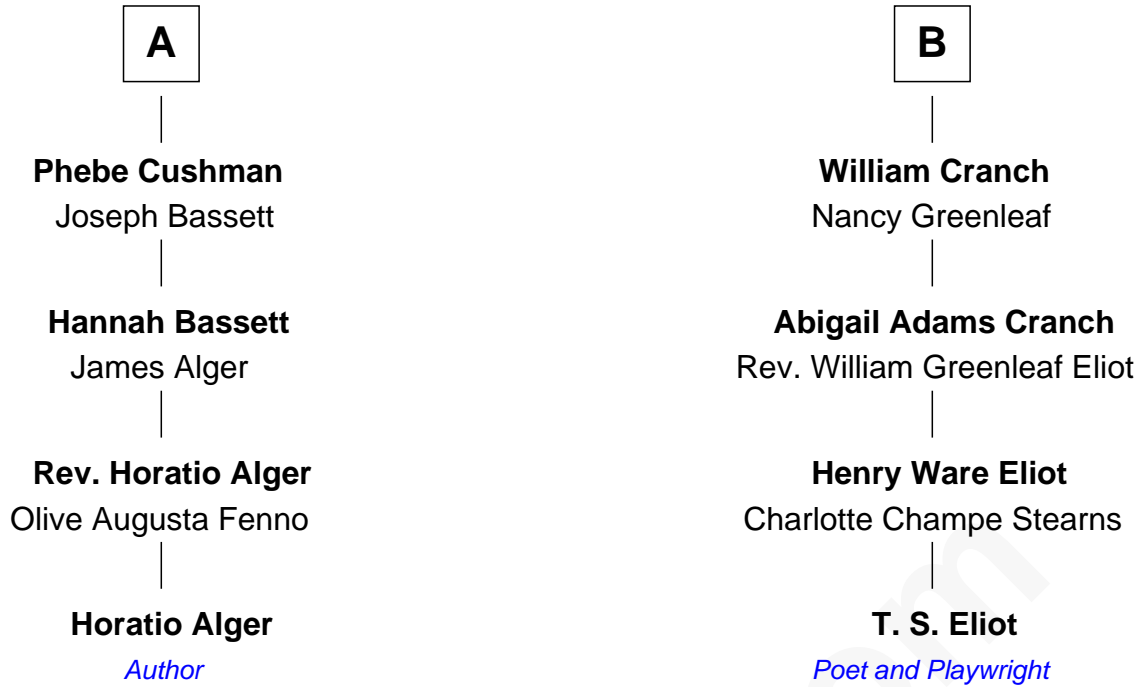 A
Phebe Cushman
Joseph Bassett
Hannah Bassett
James Alger
Rev. Horatio Alger
Olive Augusta Fenno
Horatio Alger
Author
B
William Cranch
Nancy Greenleaf
Abigail Adams Cranch
Rev. William Greenleaf Eliot
Henry Ware Eliot
Charlotte Champe Stearns
T. S. Eliot
Poet and Playwright